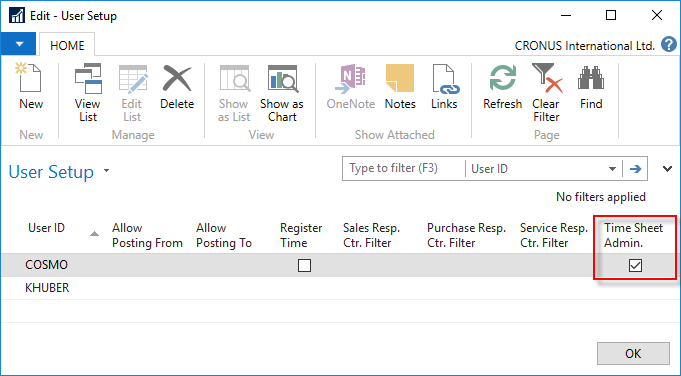 Edit - User Setup
HOME
CRONUS International Ltd.
New
View List
Edit List
Delete
Show as List
Show as Chart
OneNote
Notes
Links
Refresh
Clear Filter
Find
New
Manage
View
Show Attached
Page
User Setup
Type to filter (F3)
User ID
No filters applied
User ID
Allow Posting From
Allow Posting To
Register Time
Sales Resp. Ctr. Filter
Purchase Resp. Ctr. Filter
Service Resp. Ctr. Filter
Time Sheet Admin.
COSMO
KHUBER
OK